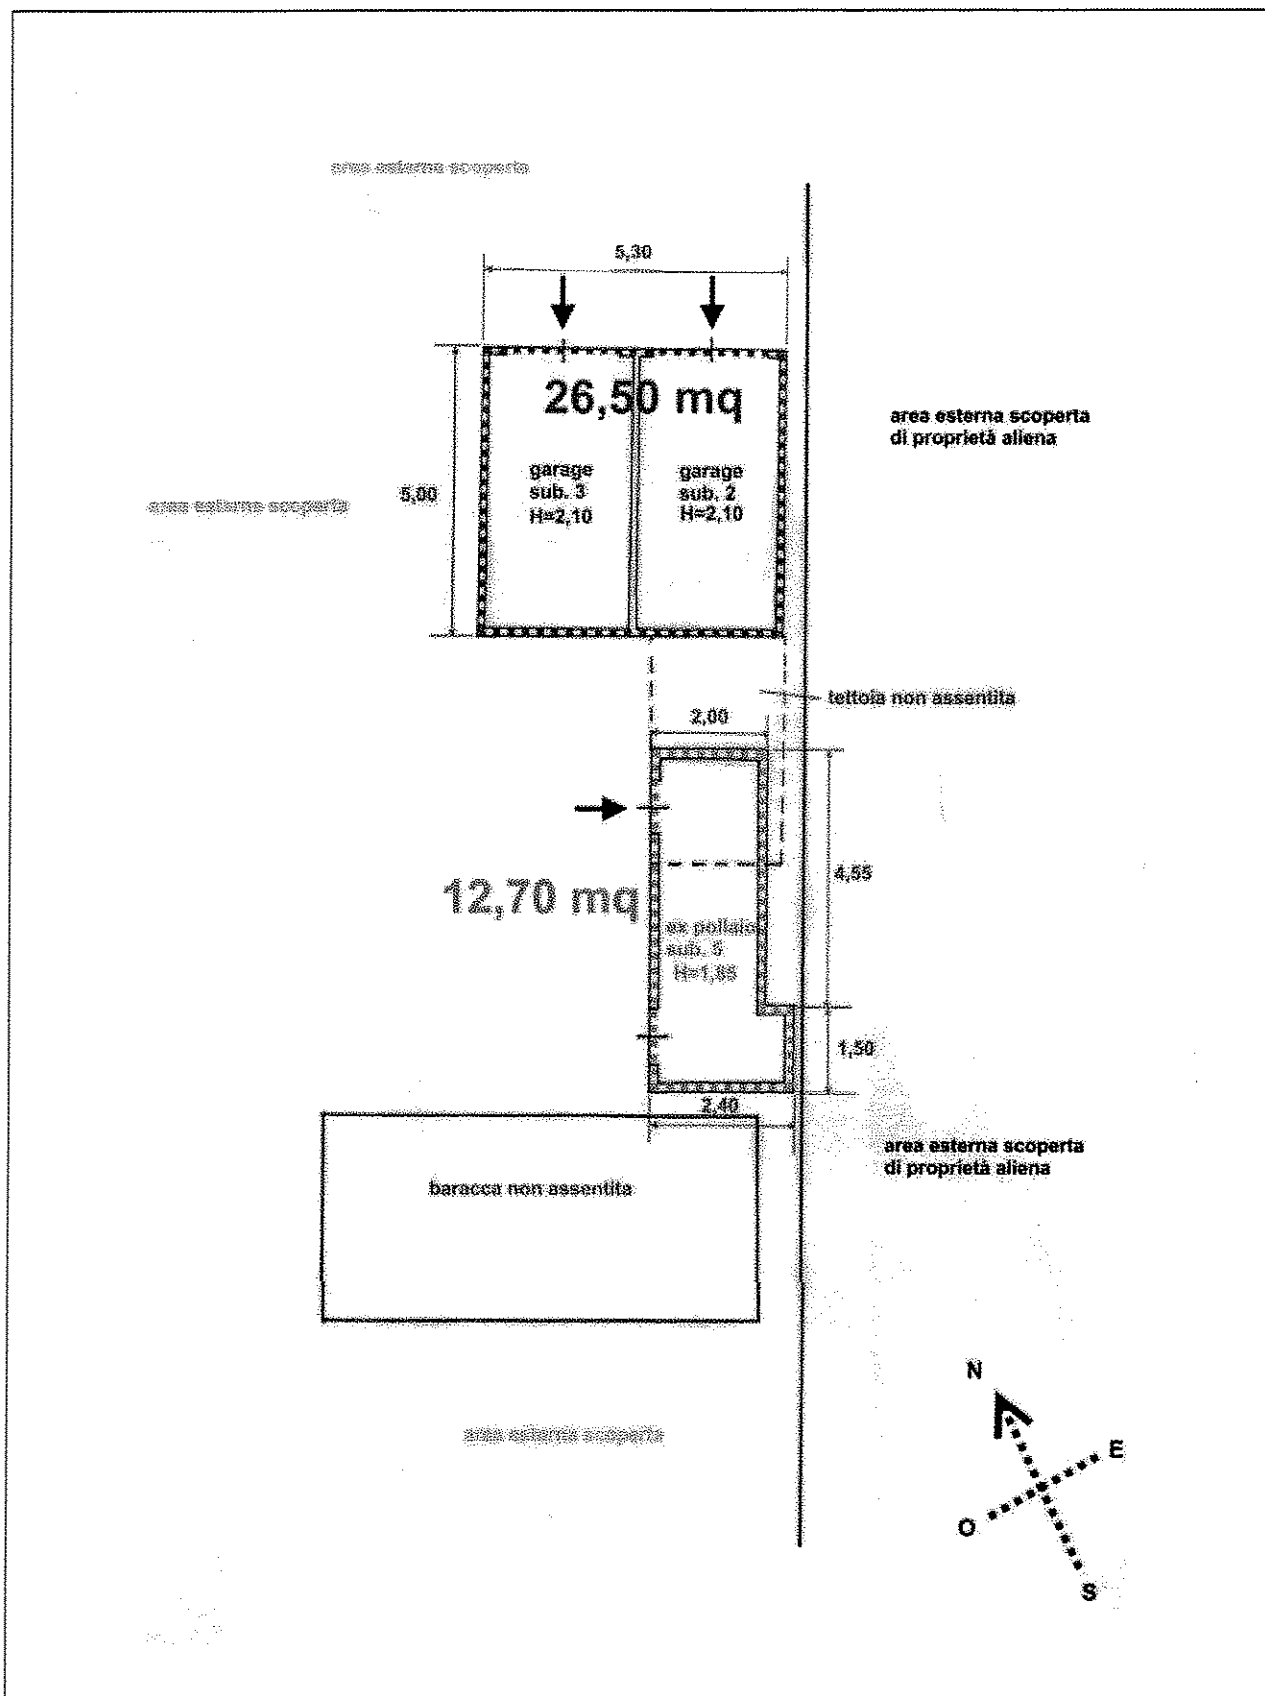 area esterna scoperta
5,30
26,50 mq
area esterna scoperta
di proprietà aliena
garage
sub. 3
H=2,10
garage
sub. 2
H=2,10
5,00
area esterna scoperta
tettoia non assentita
2,00
4,55
12,70 mq
ex pollaio
sub. 5
H=1,85
1,50
2,40
area esterna scoperta
di proprietà aliena
baracca non assentita
N
E
area esterna scoperta
O
S